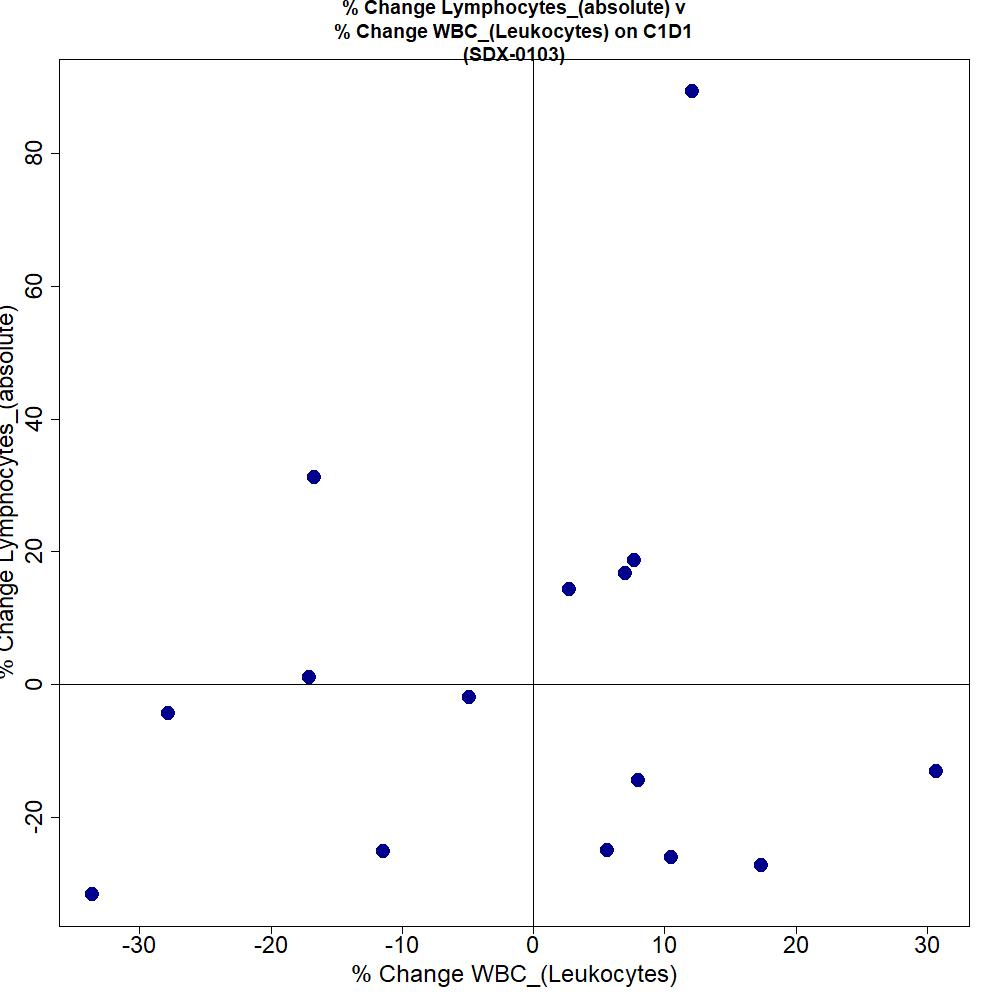 % Change Lymphocytes_(absolute) v
% Change WBC_(Leukocytes) on C1D1
(SDX-0103)
% Change Lymphocytes_(absolute)
80
60
40
20
0
-20
-30
-20
-10
0
10
20
30
% Change WBC_(Leukocytes)